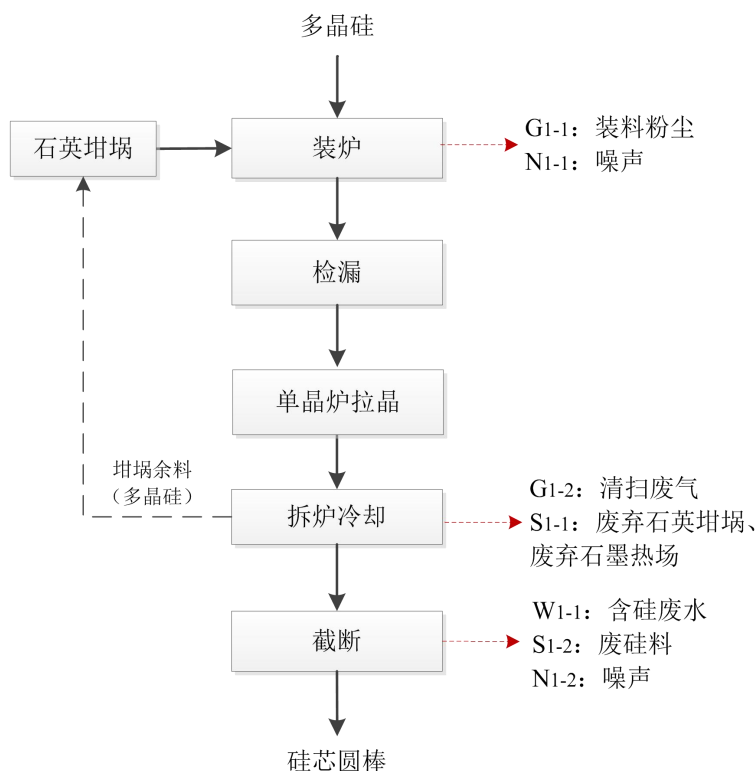 多晶硅
石英坩埚
装炉
G1-1：装料粉尘
N1-1：噪声
检漏
单晶炉拉晶
坩埚余料
（多晶硅）
拆炉冷却
G1-2：清扫废气
S1-1：废弃石英坩埚、
废弃石墨热场
截断
W1-1：含硅废水
S1-2：废硅料
N1-2：噪声
硅芯圆棒